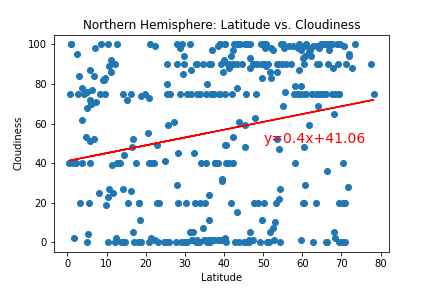 Northern Hemisphere: Latitude vs. Cloudiness
100
80
60
40
20
0
Cloudiness
y=0.4x+41.06
0 10 20 30 40 50 60 70 80
Latitude